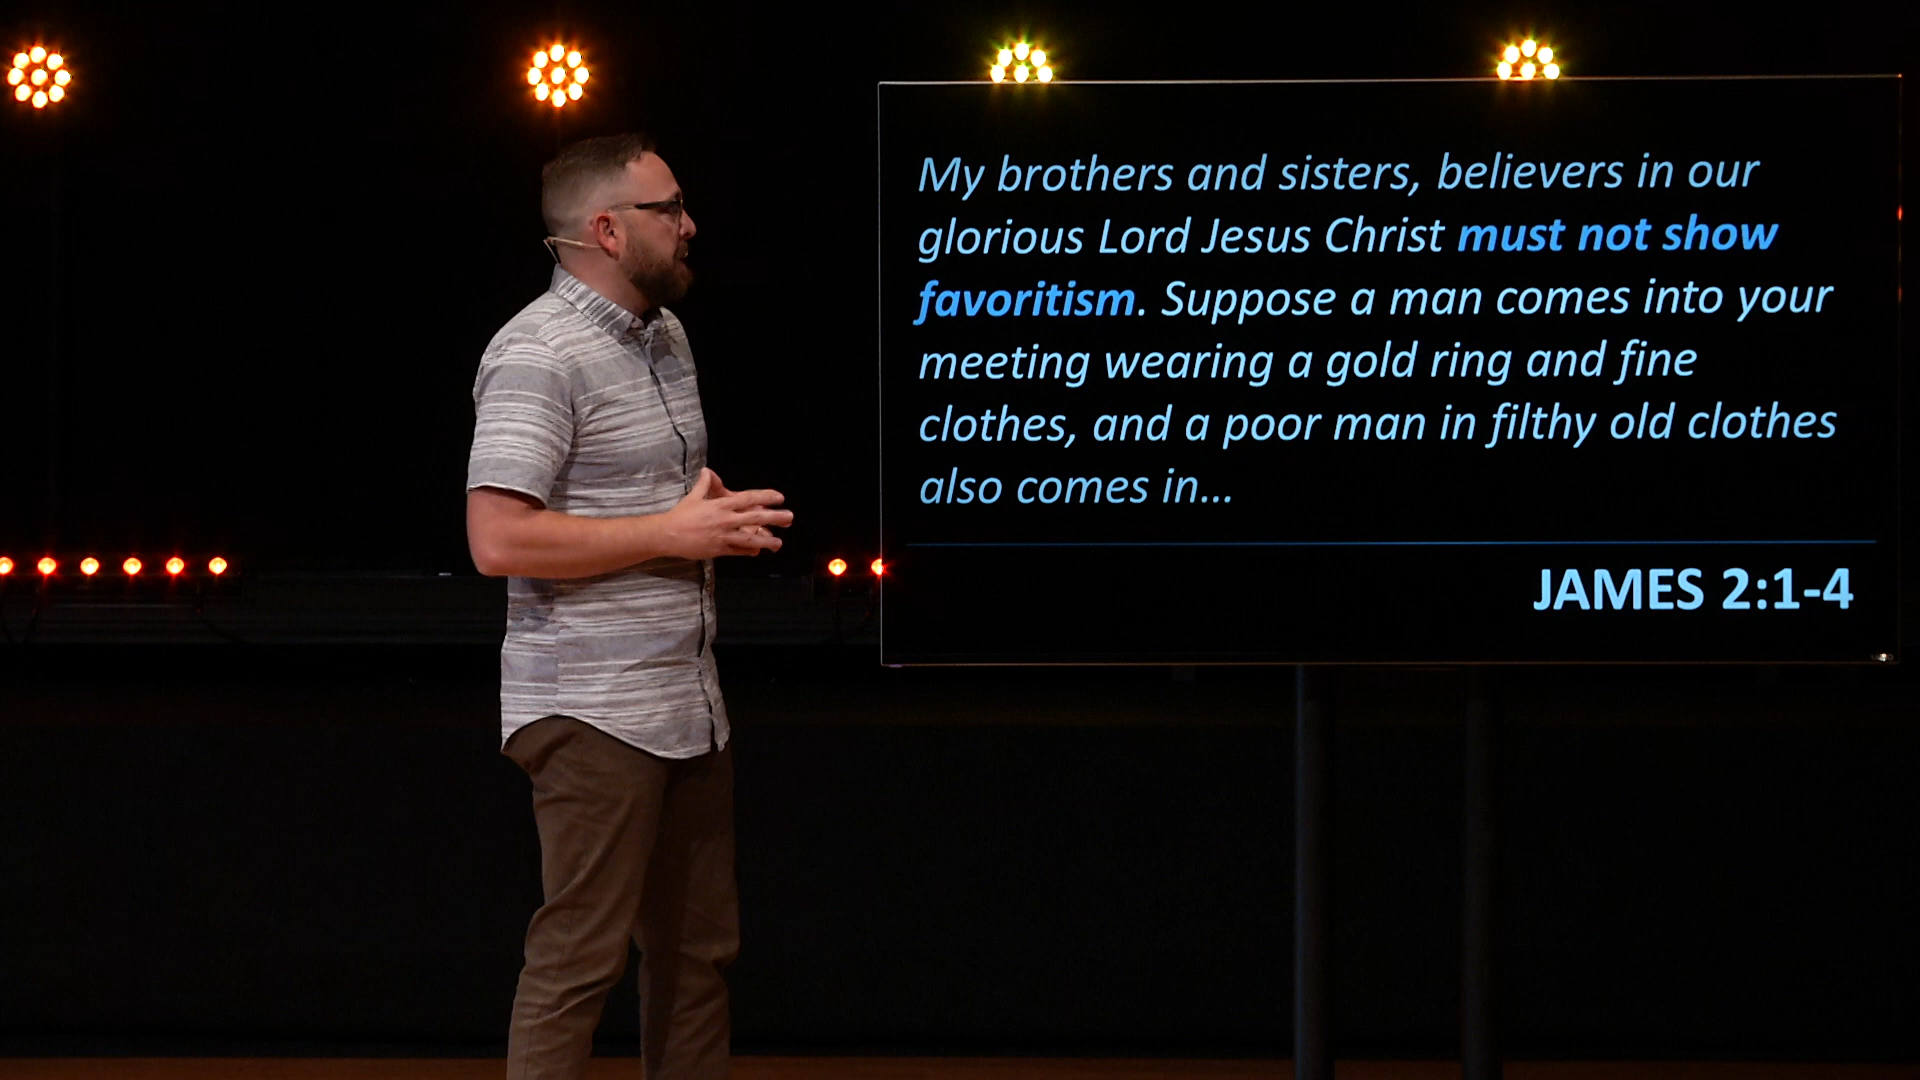 My brothers and sisters, believers in our
glorious Lord Jesus Christ must not show
favoritism. Suppose a man comes into your
meeting wearing a gold ring and fine
clothes, and a poor man in filthy old clothes
also comes in...
JAMES 2:1-4